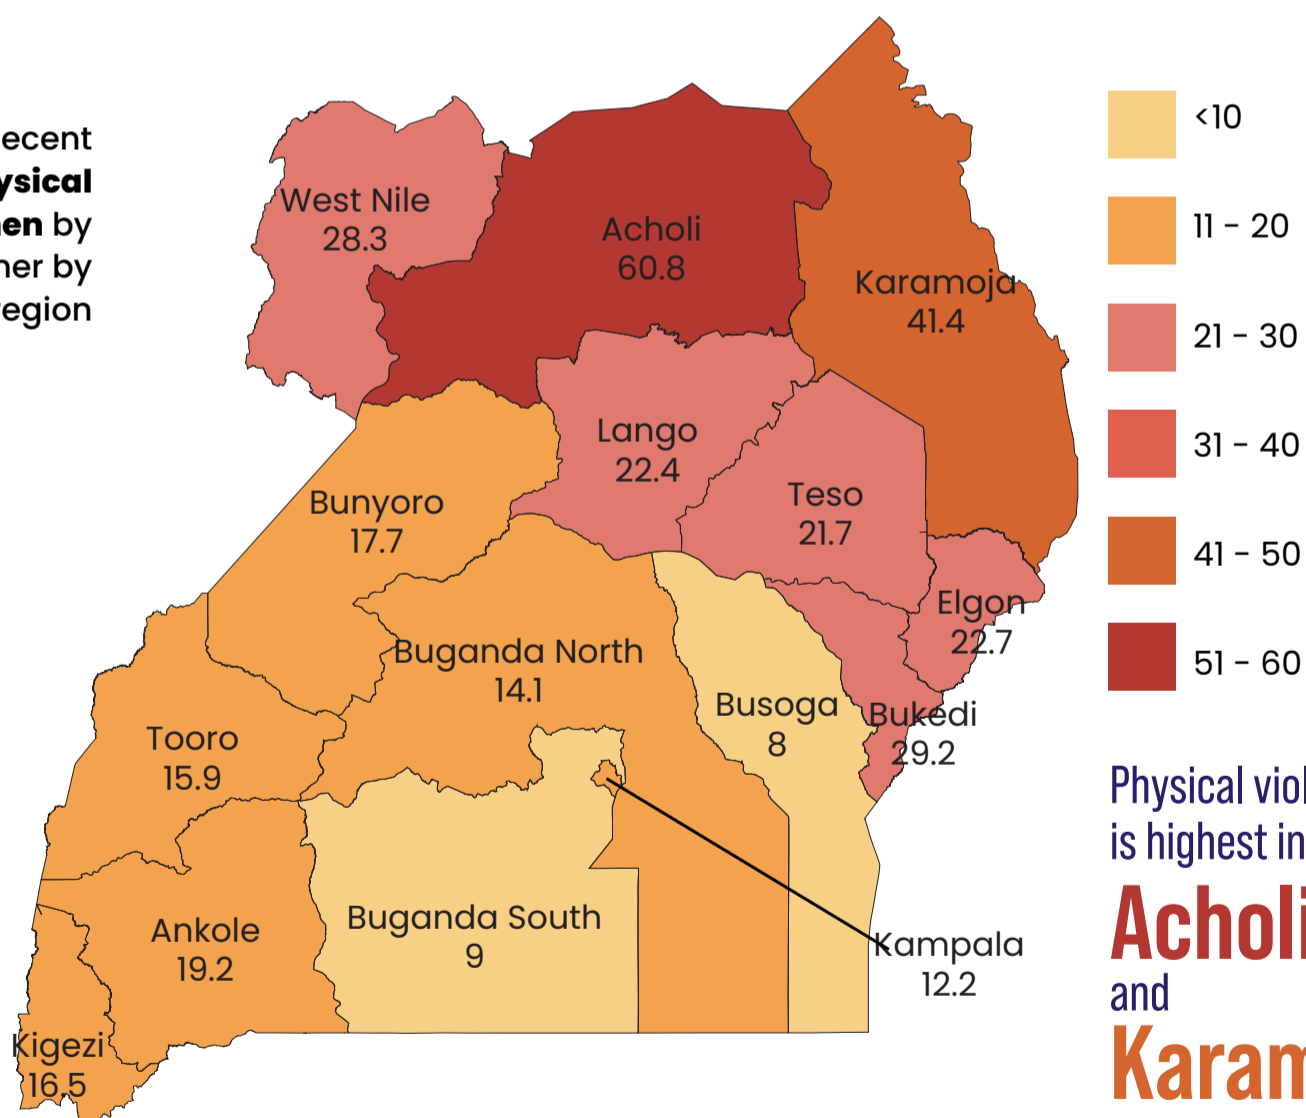 ecent
ysical
en by
er by
region
West Nile
28.3
Acholi
60.8
Karamoja
41.4
Lango
22.4
Teso
21.7
Bunyoro
17.7
Elgon
22.7
Buganda North
14.1
Busoga
8
Bukedi
29.2
Tooro
15.9
Kampala
12.2
Buganda South
9
Ankole
19.2
Kigezi
16.5
<10
11 - 20
21 - 30
31 - 40
41 - 50
51 - 60
Physical viol
is highest in
Acholi
and
Karam